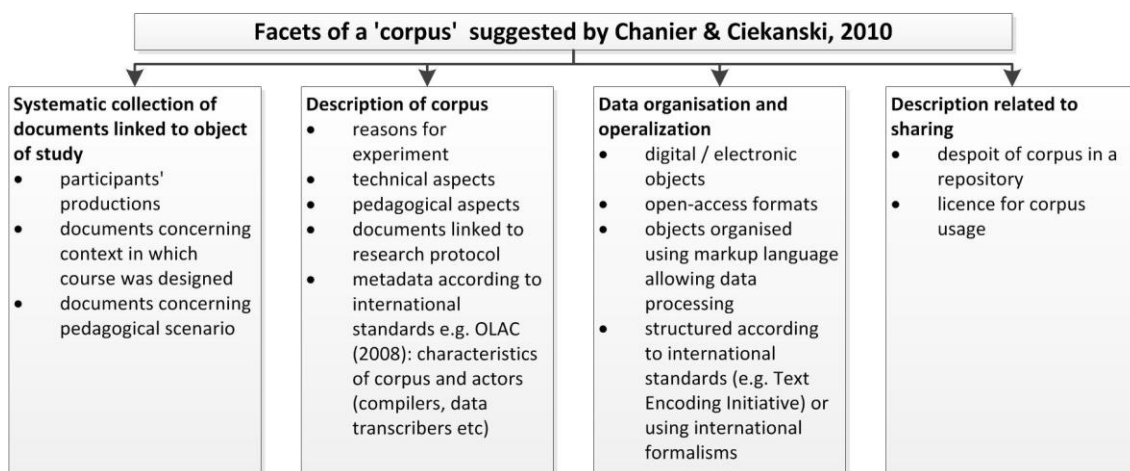 Facets of a 'corpus' suggested by Chanier & Ciekanski, 2010
Systematic collection of
documents linked to object
of study
• participants'
productions
• documents concerning
context in which
course was designed
• documents concerning
pedagogical scenario
Description of corpus
• reasons for
experiment
• technical aspects
• pedagogical aspects
• documents linked to
research protocol
• metadata according to
international
standards e.g. OLAC
(2008): characteristics
of corpus and actors
(compilers, data
transcribers etc)
Data organisation and
operalization
• digital / electronic
objects
• open-access formats
• objects organised
using markup language
allowing data
processing
• structured according
to international
standards (e.g. Text
Encoding Initiative) or
using international
formalisms
Description related to
sharing
• despoit of corpus in a
repository
• licence for corpus
usage